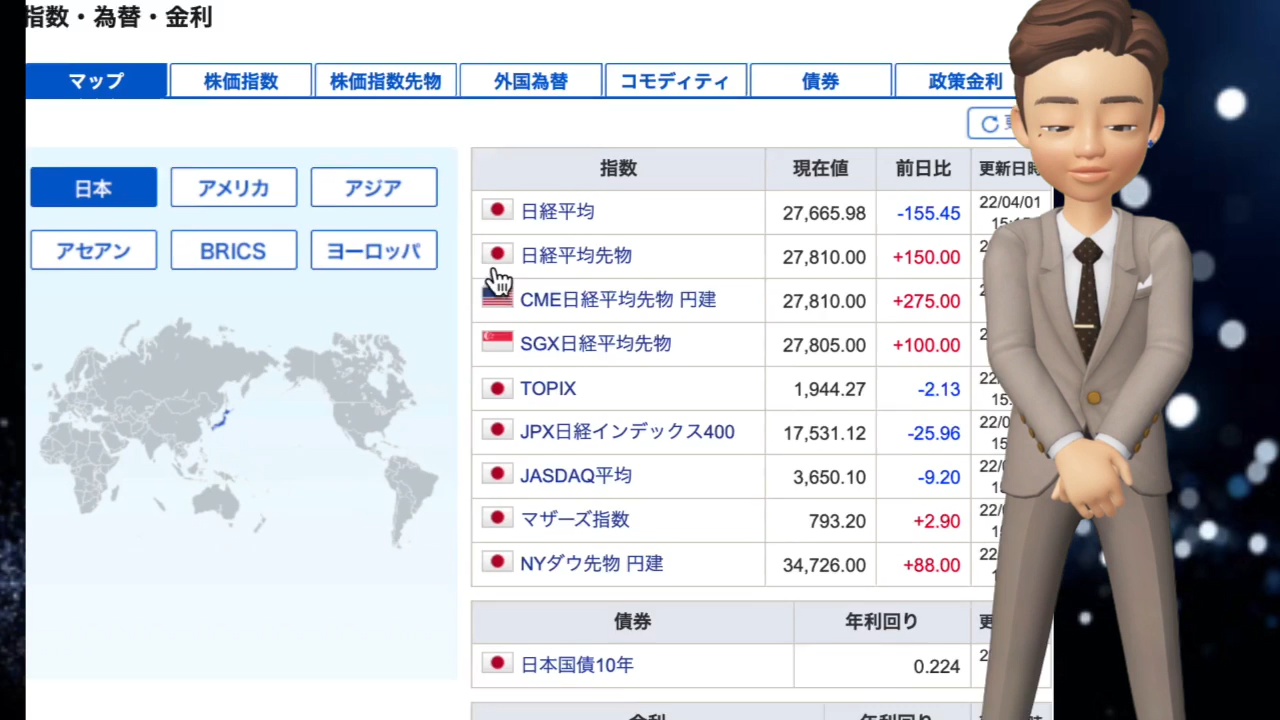 指数・為替・金利
マップ 株価指数 株価指数先物 外国為替 コモディティ 債券 政策金利
日本 アメリカ アジア
アセアン BRICS ヨーロッパ
指数 現在値 前日比 更新日時
日経平均 27,665.98 -155.45 22/04/01
日経平均先物 27,810.00 +150.00
CME日経平均先物 円建 27,810.00 +275.00
SGX日経平均先物 27,805.00 +100.00
TOPIX 1,944.27 -2.13
JPX日経インデックス400 17,531.12 -25.96
JASDAQ平均 3,650.10 -9.20
マザーズ指数 793.20 +2.90
NYダウ先物 円建 34,726.00 +88.00
債券 年利回り
日本国債10年 0.224
金利 年利回り